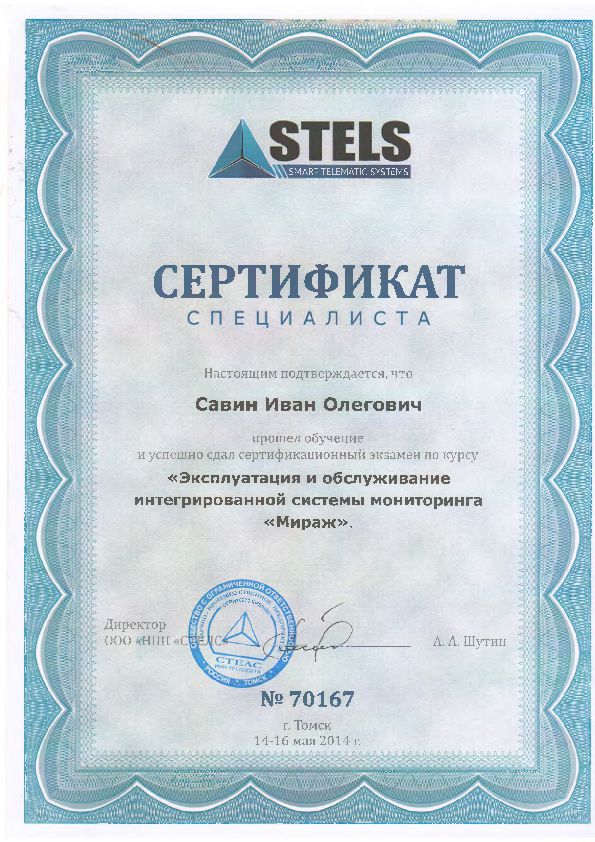 STELS
SMART TELEMATIC SYSTEMS
СЕРТИФИКАТ
СПЕЦИАЛИСТА
Настоящим подтверждается, что
Савин Иван Олегович
прошел обучение
и успешно сдал сертификационный экзамен по курсу
«Эксплуатация и обслуживание
интегрированной системы мониторинга
«Мираж».
Директор
ООО «НПП «СТЕЛС»
А. А. Шутин
ОБЩЕСТВО С ОГРАНИЧЕННОЙ ОТВЕТСТВЕННОСТЬЮ
СТЕЛС
РОССИЯ • ТОМСК
№ 70167
г. Томск
14-16 мая 2014 г.